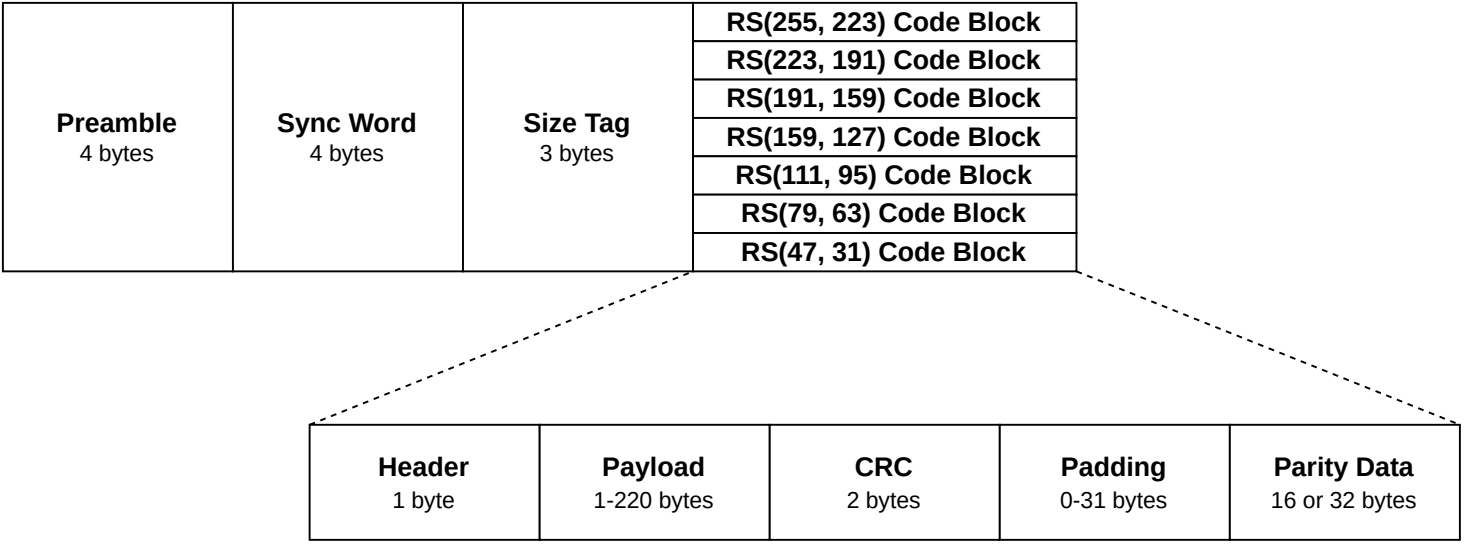 Preamble
4 bytes
Sync Word
4 bytes
Size Tag
3 bytes
RS(255, 223) Code Block
RS(223, 191) Code Block
RS(191, 159) Code Block
RS(159, 127) Code Block
RS(111, 95) Code Block
RS(79, 63) Code Block
RS(47, 31) Code Block
Header
1 byte
Payload
1-220 bytes
CRC
2 bytes
Padding
0-31 bytes
Parity Data
16 or 32 bytes